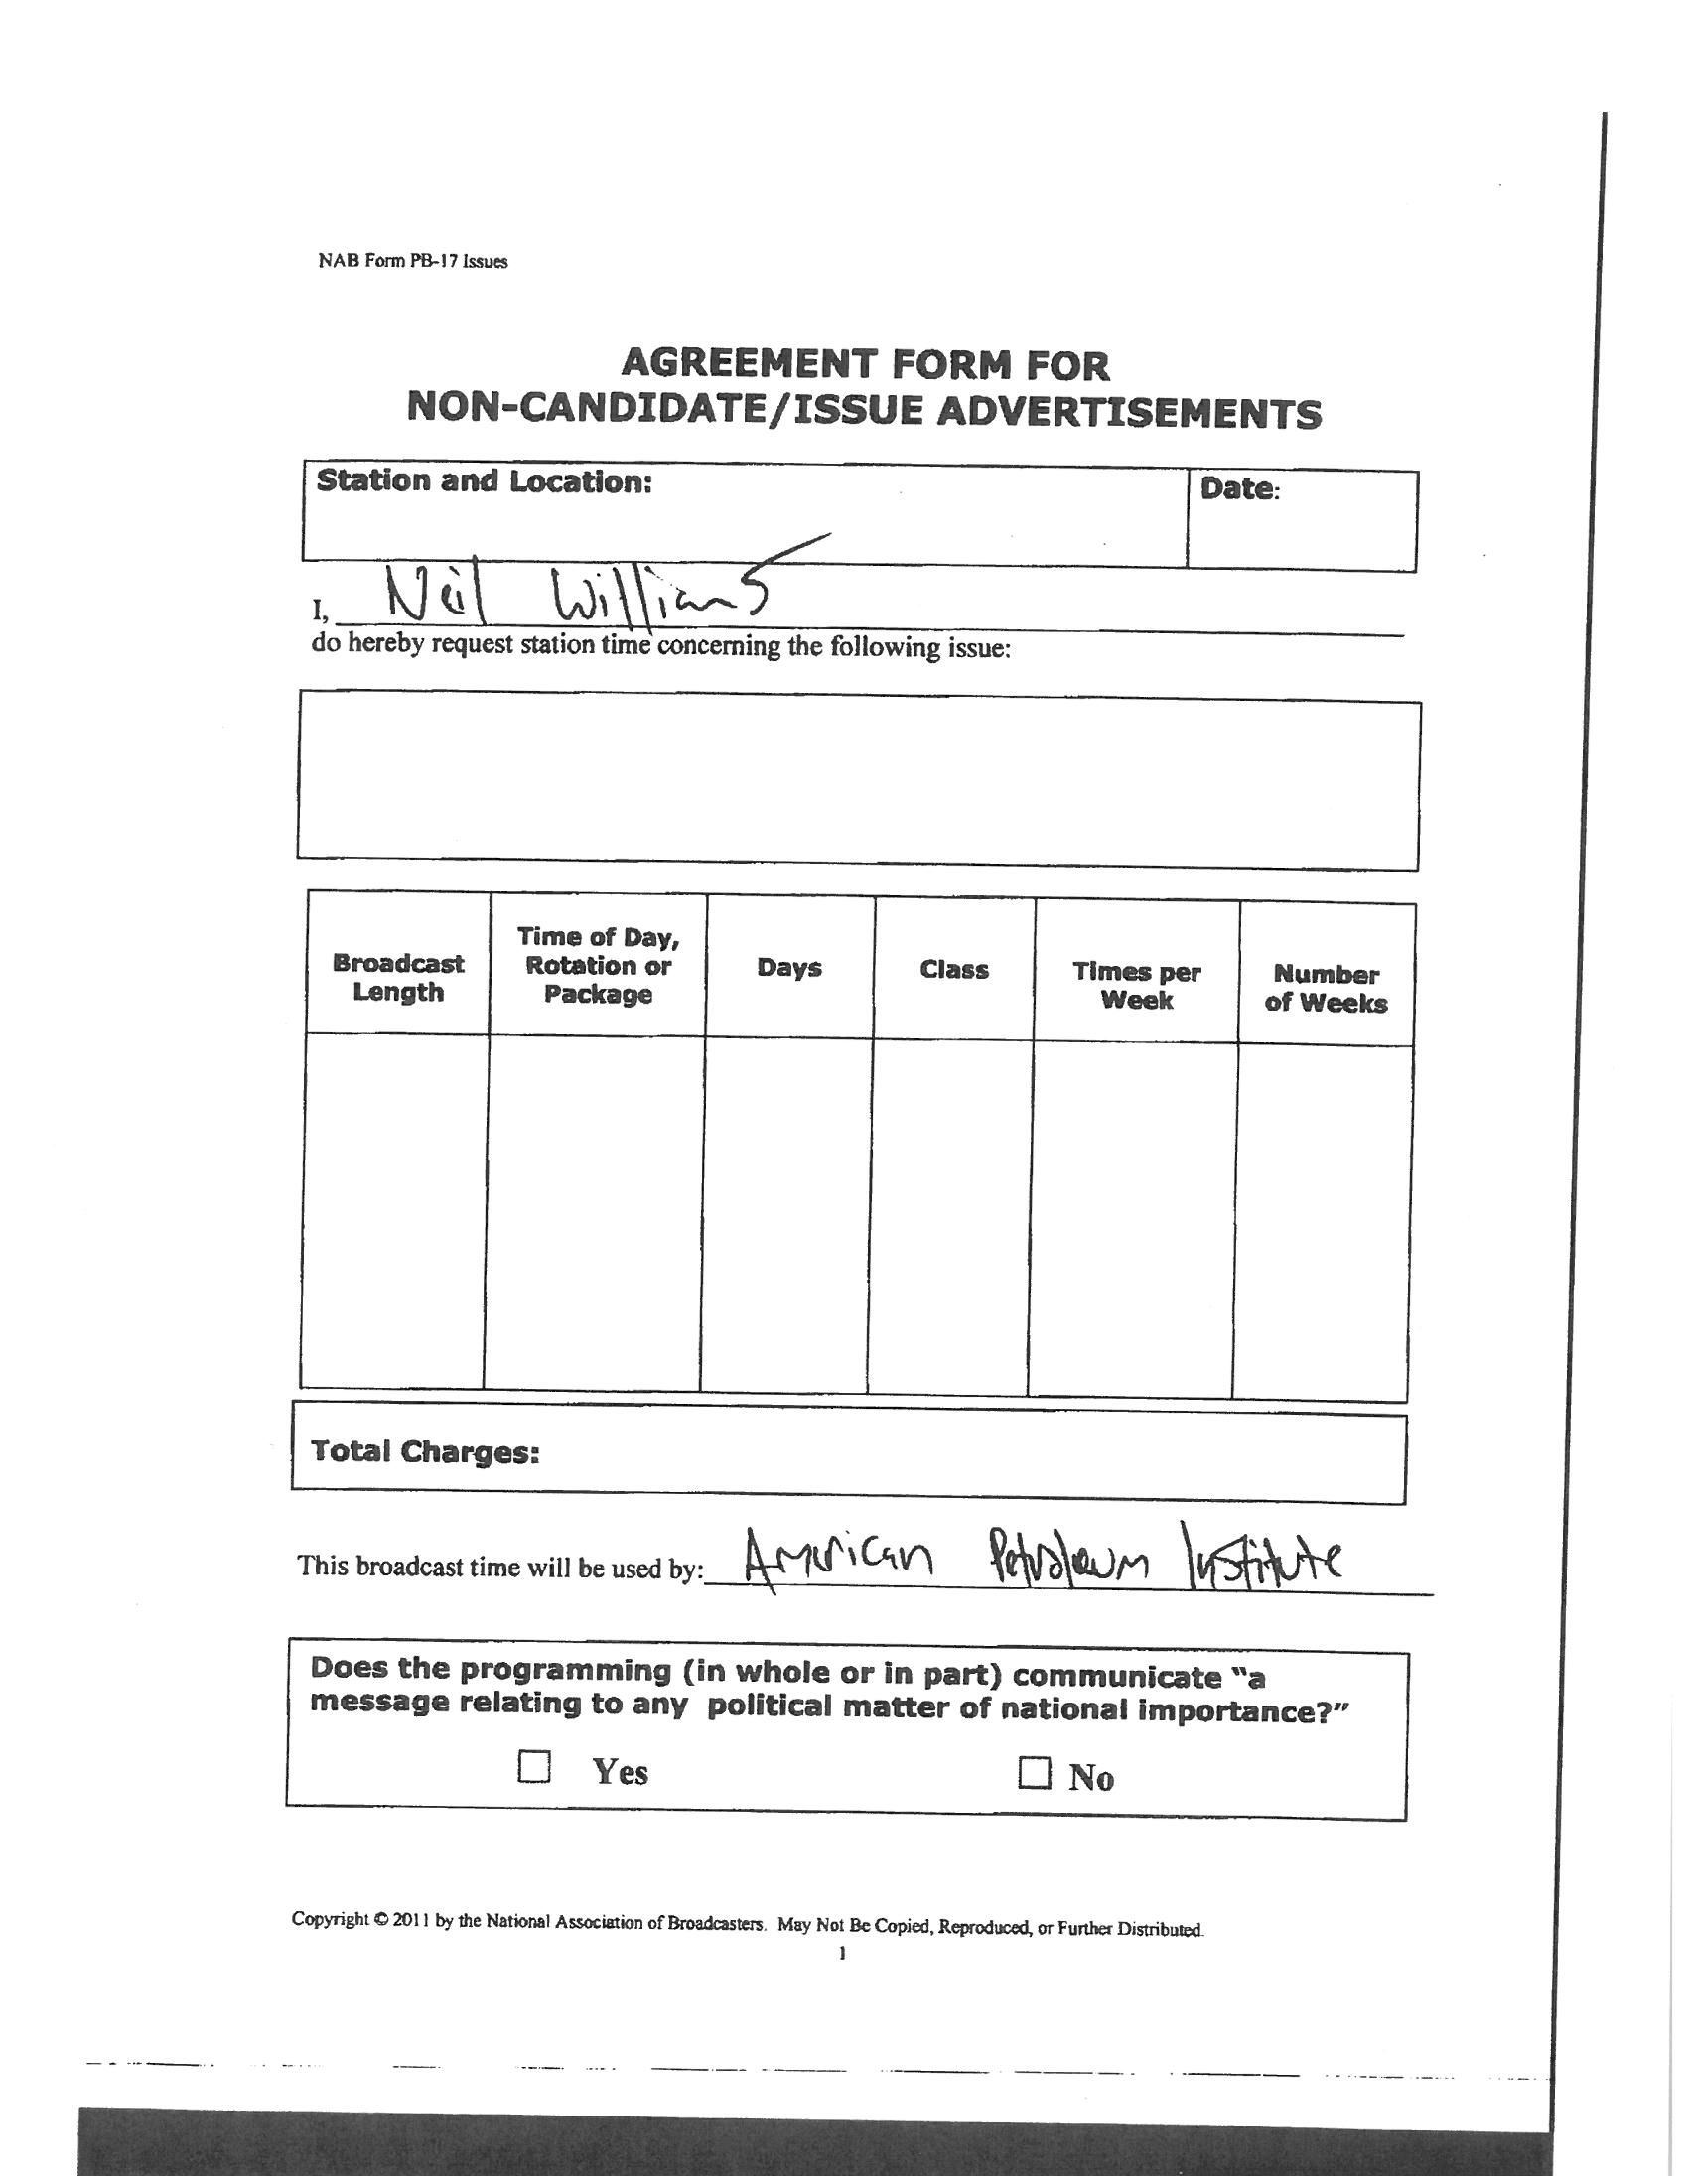 NAB Form PB-17 Issues
AGREEMENT FORM FOR
NON-CANDIDATE/ISSUE ADVERTISEMENTS
Station and Location:
Date:
I, Neil Williams
do hereby request station time concerning the following issue:
Broadcast Length
Time of Day, Rotation or Package
Days
Class
Times per Week
Number of Weeks
Total Charges:
This broadcast time will be used by: American Petroleum Institute
Does the programming (in whole or in part) communicate “a
message relating to any political matter of national importance?”
☐ Yes ☐ No
Copyright © 2011 by the National Association of Broadcasters. May Not Be Copied, Reproduced, or Further Distributed.
1